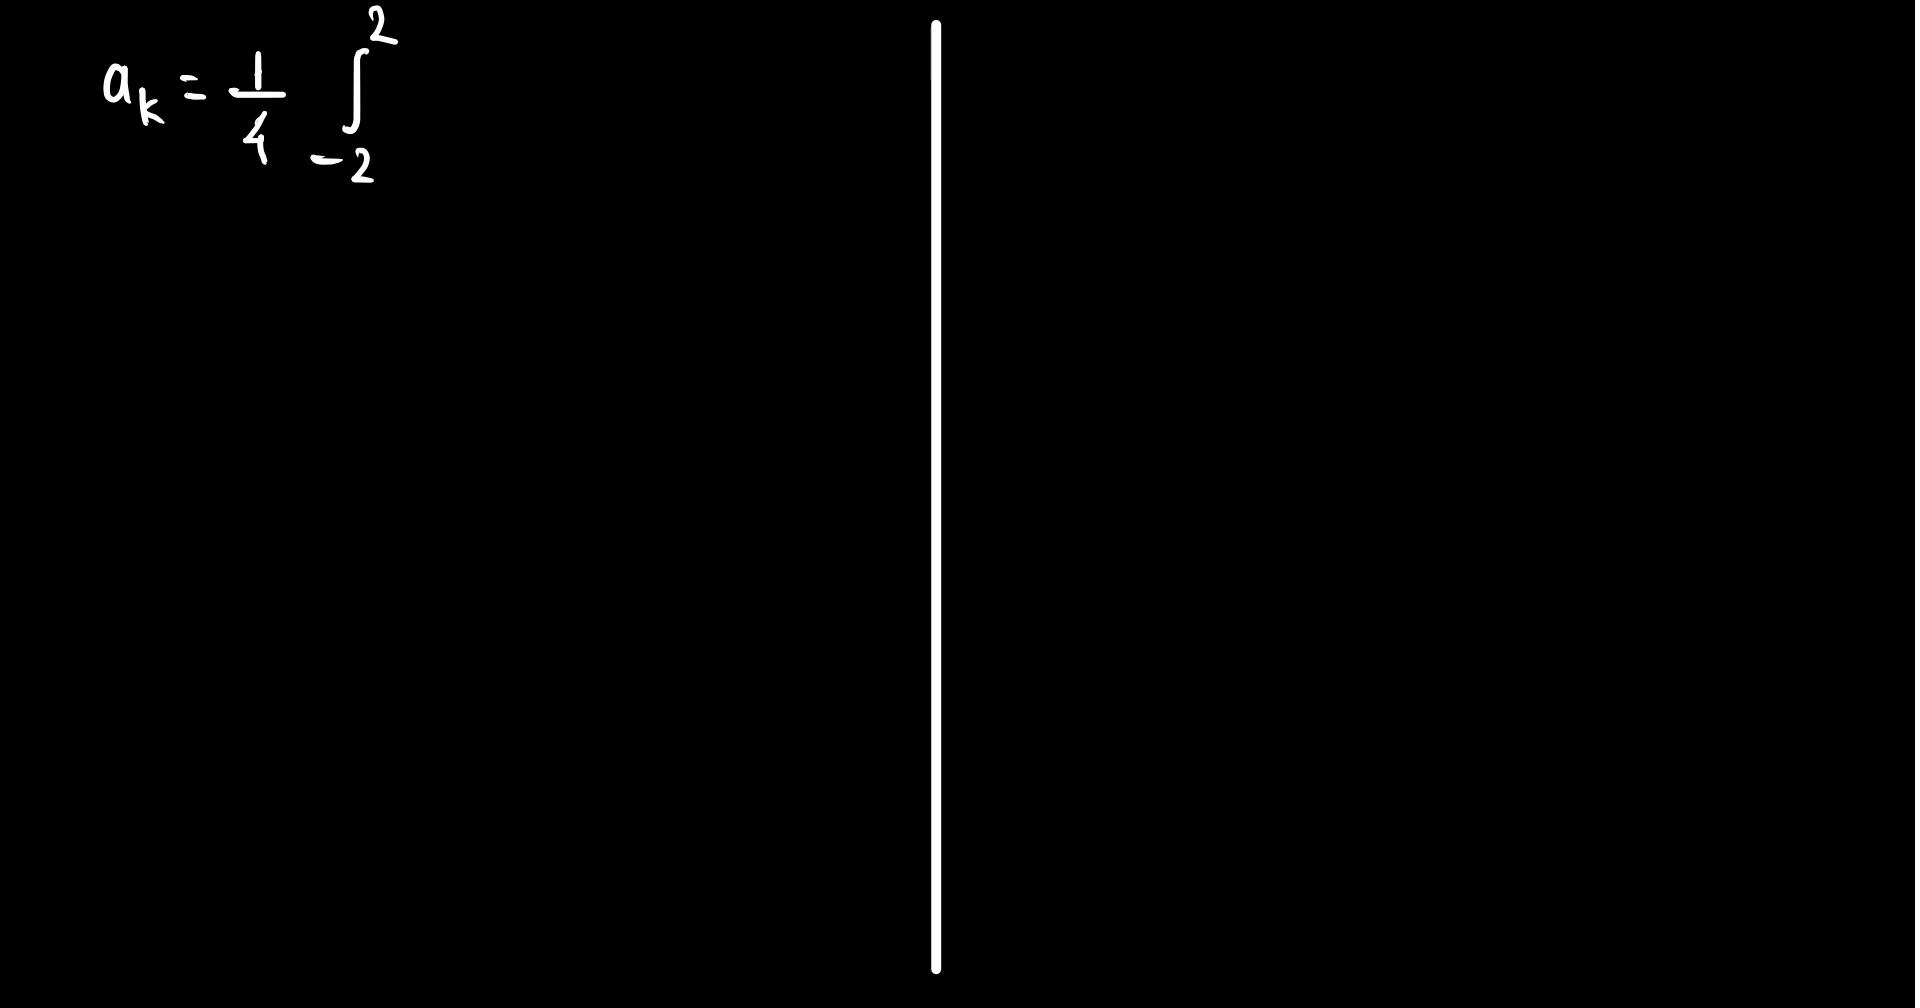 a_k = 1/4 ∫_{-2}^{2}